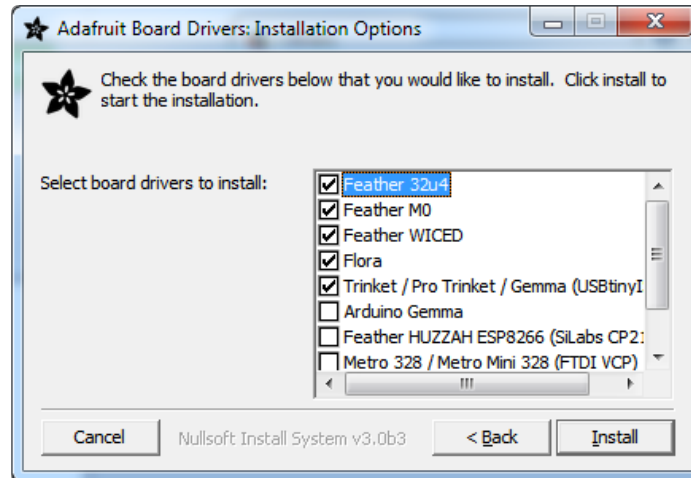 Adafruit Board Drivers: Installation Options
Check the board drivers below that you would like to install. Click install to
start the installation.
Select board drivers to install:
Feather 32u4
Feather M0
Feather WICED
Flora
Trinket / Pro Trinket / Gemma (USBtinyI
Arduino Gemma
Feather HUZZAH ESP8266 (SiLabs CP21
Metro 328 / Metro Mini 328 (FTDI VCP)
Cancel
Nullsoft Install System v3.0b3
< Back
Install